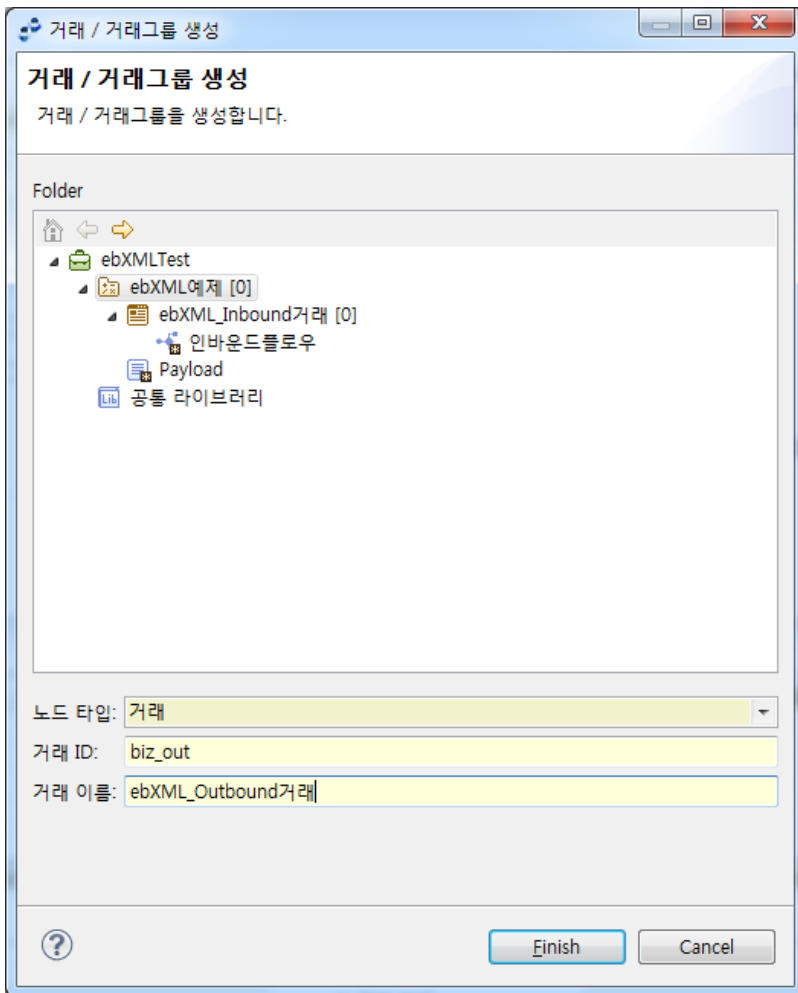 거래 / 거래그룹 생성
거래 / 거래그룹 생성
거래 / 거래그룹을 생성합니다.
Folder
ebXMLTest
ebXML예제 [0]
ebXML_Inbound거래 [0]
인바운드플로우
Payload
Lib 공통 라이브러리
노드 타입: 거래
거래 ID: biz_out
거래 이름: ebXML_Outbound거래
? Finish Cancel